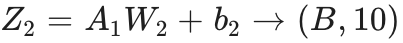 Z₂ = A₁W₂ + b₂ → (B, 10)